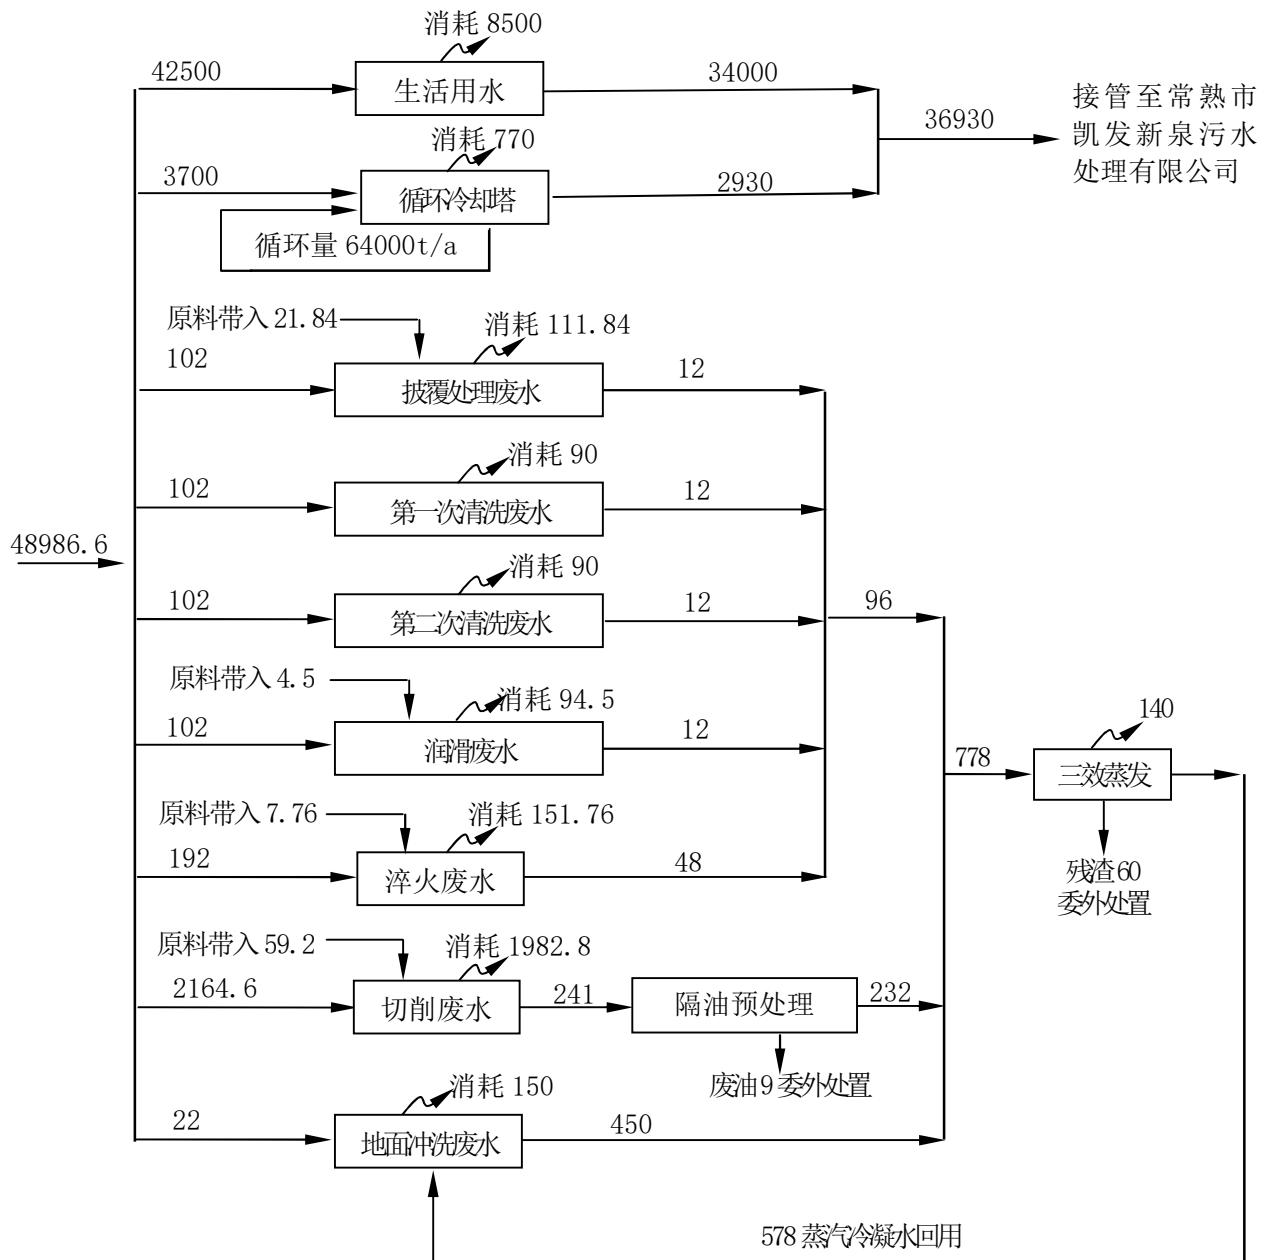 消耗 8500
42500
生活用水
34000
36930
接管至常熟市
凯发新泉污水
处理有限公司
消耗 770
3700
循环冷却塔
2930
循环量 64000t/a
原料带入 21.84
消耗 111.84
102
披覆处理废水
12
消耗 90
102
第一次清洗废水
12
48986.6
消耗 90
102
第二次清洗废水
12
96
原料带入 4.5
消耗 94.5
102
润滑废水
12
140
778
三效蒸发
原料带入 7.76
消耗 151.76
192
淬火废水
48
残渣 60
委外处置
原料带入 59.2
消耗 1982.8
2164.6
切削废水
241
隔油预处理
232
废油 9 委外处置
消耗 150
22
地面冲洗废水
450
578 蒸汽冷凝水回用